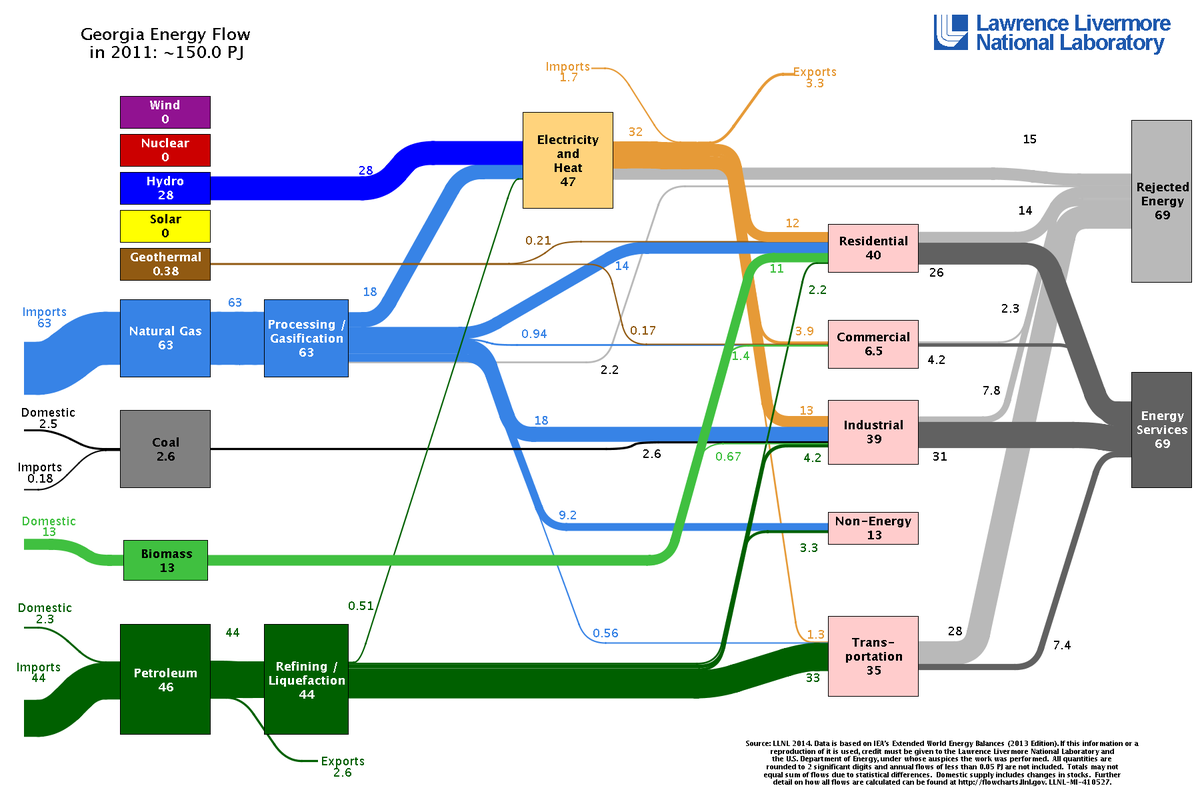 Georgia Energy Flow
in 2011: ~150.0 PJ
Lawrence Livermore
National Laboratory
Imports
1.7
Exports
3.3
Wind
0
Nuclear
0
Hydro
28
Solar
0
Geothermal
0.38
28
Electricity
and
Heat
47
32
15
Rejected
Energy
69
0.21
12
14
Residential
40
14
11
26
2.2
Imports
63
Natural Gas
63
63
Processing /
Gasification
63
18
0.94
0.17
2.2
3.9
1.4
Commercial
6.5
2.3
4.2
7.8
Domestic
2.5
Imports
0.18
Coal
2.6
18
2.6
0.67
13
4.2
Industrial
39
31
Energy
Services
69
Domestic
13
Biomass
13
9.2
Non-Energy
13
3.3
Domestic
2.3
Imports
44
Petroleum
46
44
Refining /
Liquefaction
44
0.51
0.56
1.3
33
Trans-
portation
35
28
7.4
Exports
2.6
Source: LLNL 2014. Data is based on IEA's Extended World Energy Balances (2013 Edition). If this information or a
reproduction of it is used, credit must be given to the Lawrence Livermore National Laboratory and
the U.S. Department of Energy, under whose auspices the work was performed. All quantities are
rounded to 2 significant digits and annual flows of less than 0.05 PJ are not included. Totals may not
equal sum of flows due to statistical differences. Domestic supply includes changes in stocks. Further
detail on how all flows are calculated can be found at http://flowcharts.llnl.gov. LLNL-MI-410527.